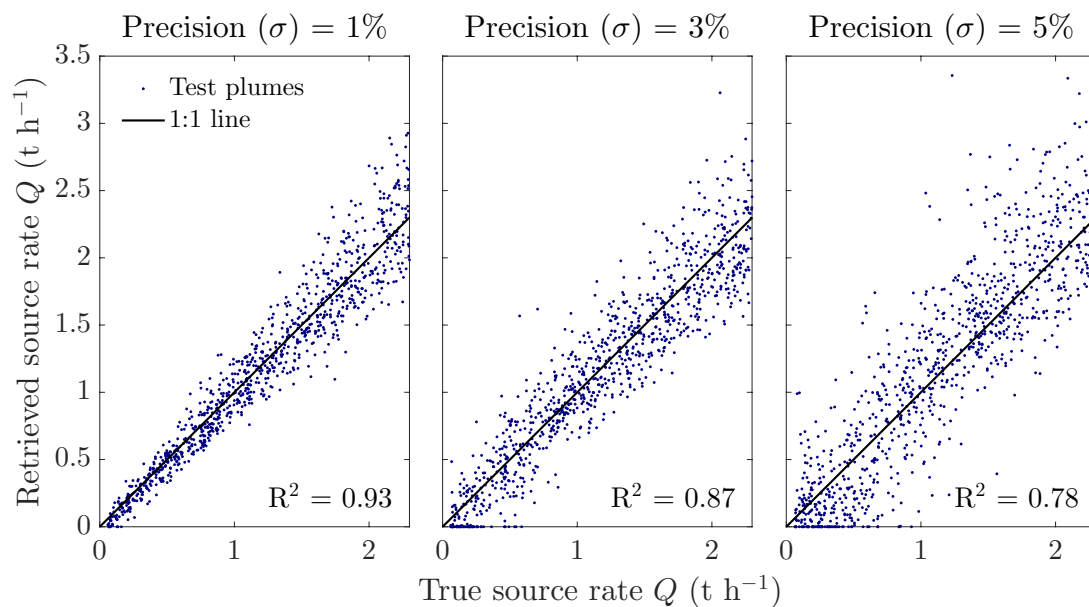 Precision (σ) = 1%
Precision (σ) = 3%
Precision (σ) = 5%
Retrieved source rate Q (t h⁻¹)
3.5
3
2.5
2
1.5
1
0.5
0
Test plumes
1:1 line
R² = 0.93
R² = 0.87
R² = 0.78
0 1 2
0 1 2
0 1 2
True source rate Q (t h⁻¹)